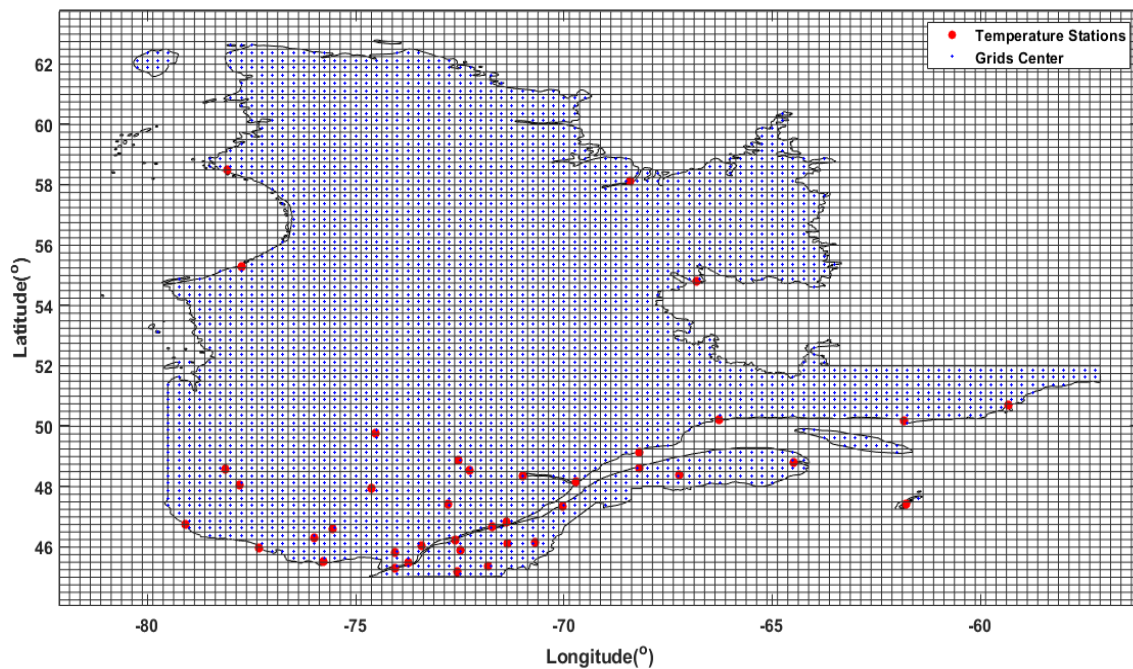 Temperature Stations
Grids Center
62
60
58
56
54
52
50
48
46
Latitude(o)
-80 -75 -70 -65 -60
Longitude(o)